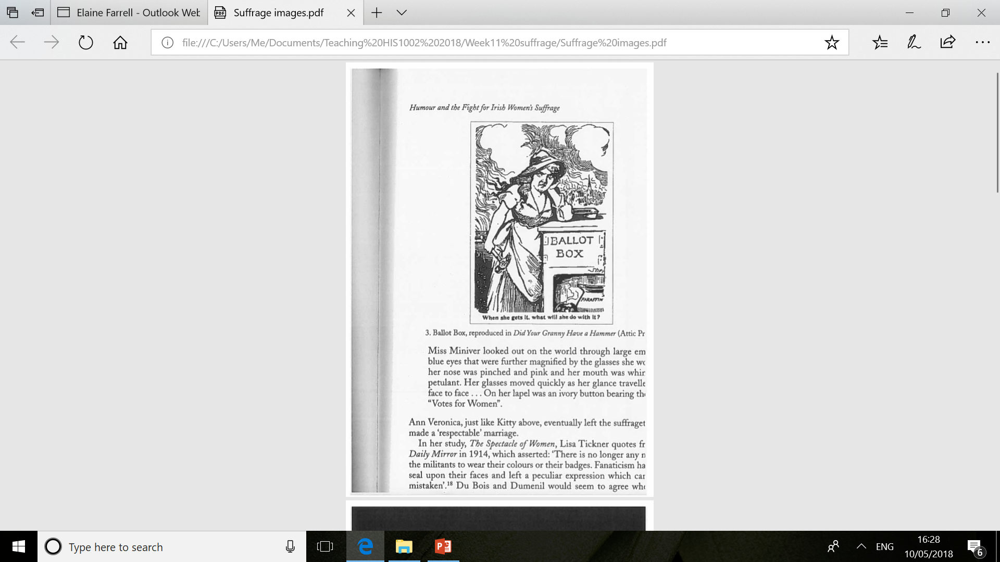 Elaine Farrell - Outlook Web
Suffrage images.pdf
file:///C:/Users/Me/Documents/Teaching%20HIS1002%202018/Week11%20suffrage/Suffrage%20images.pdf
Humour and the Fight for Irish Women's Suffrage
BALLOT
BOX
PARAFFIN
When she gets it, what will she do with it?
3. Ballot Box, reproduced in Did Your Granny Have a Hammer (Attic Pr
Miss Miniver looked out on the world through large em
blue eyes that were further magnified by the glasses she wo
her nose was pinched and pink and her mouth was whim
petulant. Her glasses moved quickly as her glance travelle
face to face . . . On her lapel was an ivory button bearing the
“Votes for Women”.
Ann Veronica, just like Kitty above, eventually left the suffraget
made a ‘respectable’ marriage.
In her study, The Spectacle of Women, Lisa Tickner quotes fr
Daily Mirror in 1914, which asserted: ‘There is no longer any n
the militants to wear their colours or their badges. Fanaticism ha
seal upon their faces and left a peculiar expression which can
mistaken’.18 Du Bois and Dumenil would seem to agree who
Type here to search
ENG
16:28
10/05/2018
6